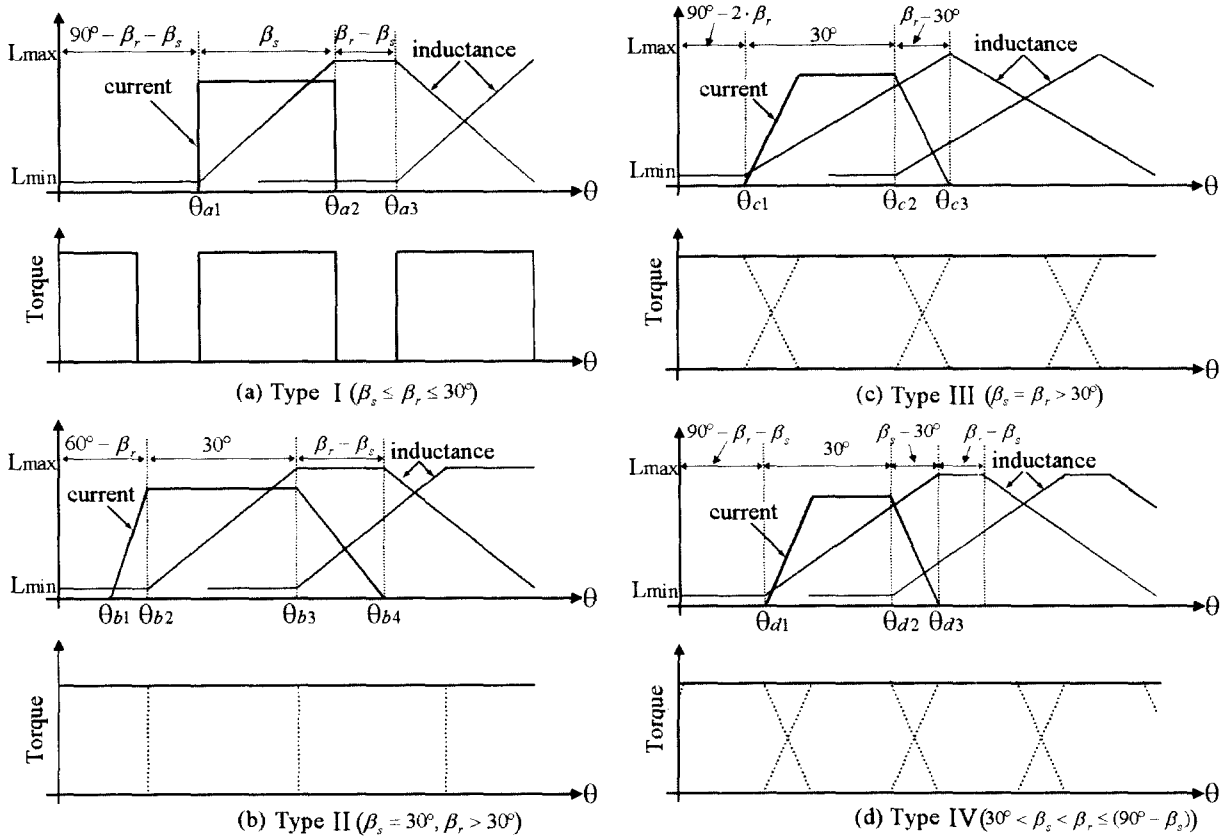 90° − βr − βs
βs
βr − βs
Lmax
inductance
current
Lmin
θ
θa1
θa2
θa3
Torque
θ
(a) Type I (βs ≤ βr ≤ 30°)
60° − βr
30°
βr − βs
Lmax
inductance
current
Lmin
θ
θb1
θb2
θb3
θb4
Torque
θ
(b) Type II (βs = 30°, βr > 30°)
90° − 2 · βr
βr − 30°
30°
Lmax
inductance
current
Lmin
θ
θc1
θc2
θc3
Torque
θ
(c) Type III (βs = βr > 30°)
90° − βr − βs
βs − 30°
βr − βs
30°
Lmax
inductance
current
Lmin
θ
θd1
θd2
θd3
Torque
θ
(d) Type IV (30° < βs < βr ≤ (90° − βs))